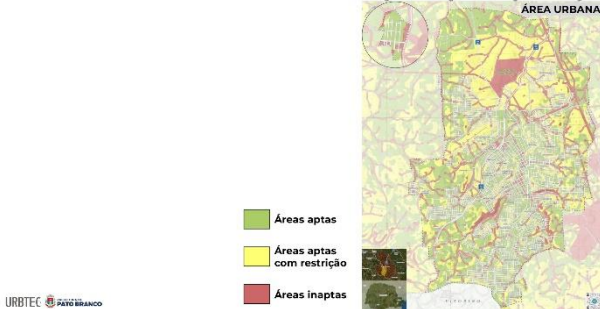 ÁREA URBANA
Áreas aptas
Áreas aptas
com restrição
Áreas inaptas
URBTEC
PATO BRANCO